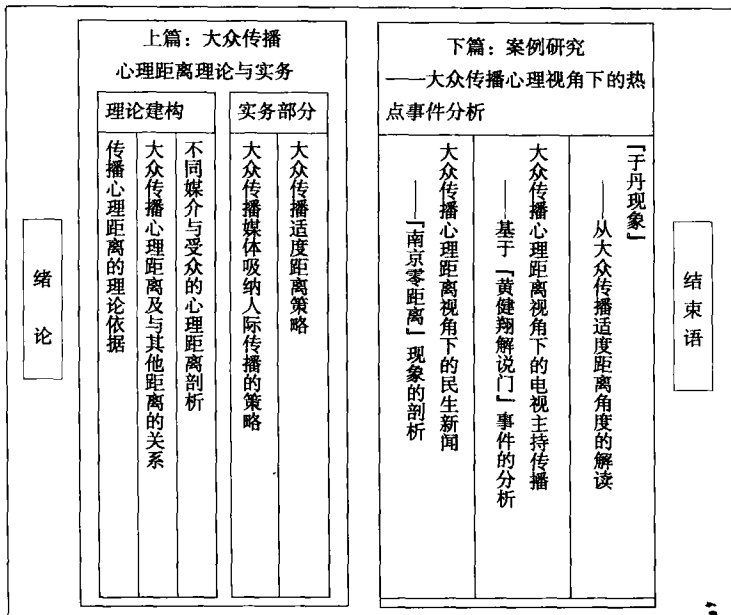 绪论
上篇：大众传播
心理距离理论与实务
理论建构
传播心理距离的理论依据
大众传播心理距离及与其他距离的关系
不同媒介与受众的心理距离剖析
实务部分
大众传播媒体吸纳人际传播的策略
大众传播适度距离策略
下篇：案例研究
——大众传播心理视角下的热
点事件分析
大众传播心理距离视角下的民生新闻
——『南京零距离』现象的剖析
大众传播心理距离视角下的电视主持传播
——基于『黄健翔解说门』事件的分析
『于丹现象』
——从大众传播适度距离角度的解读
结束语